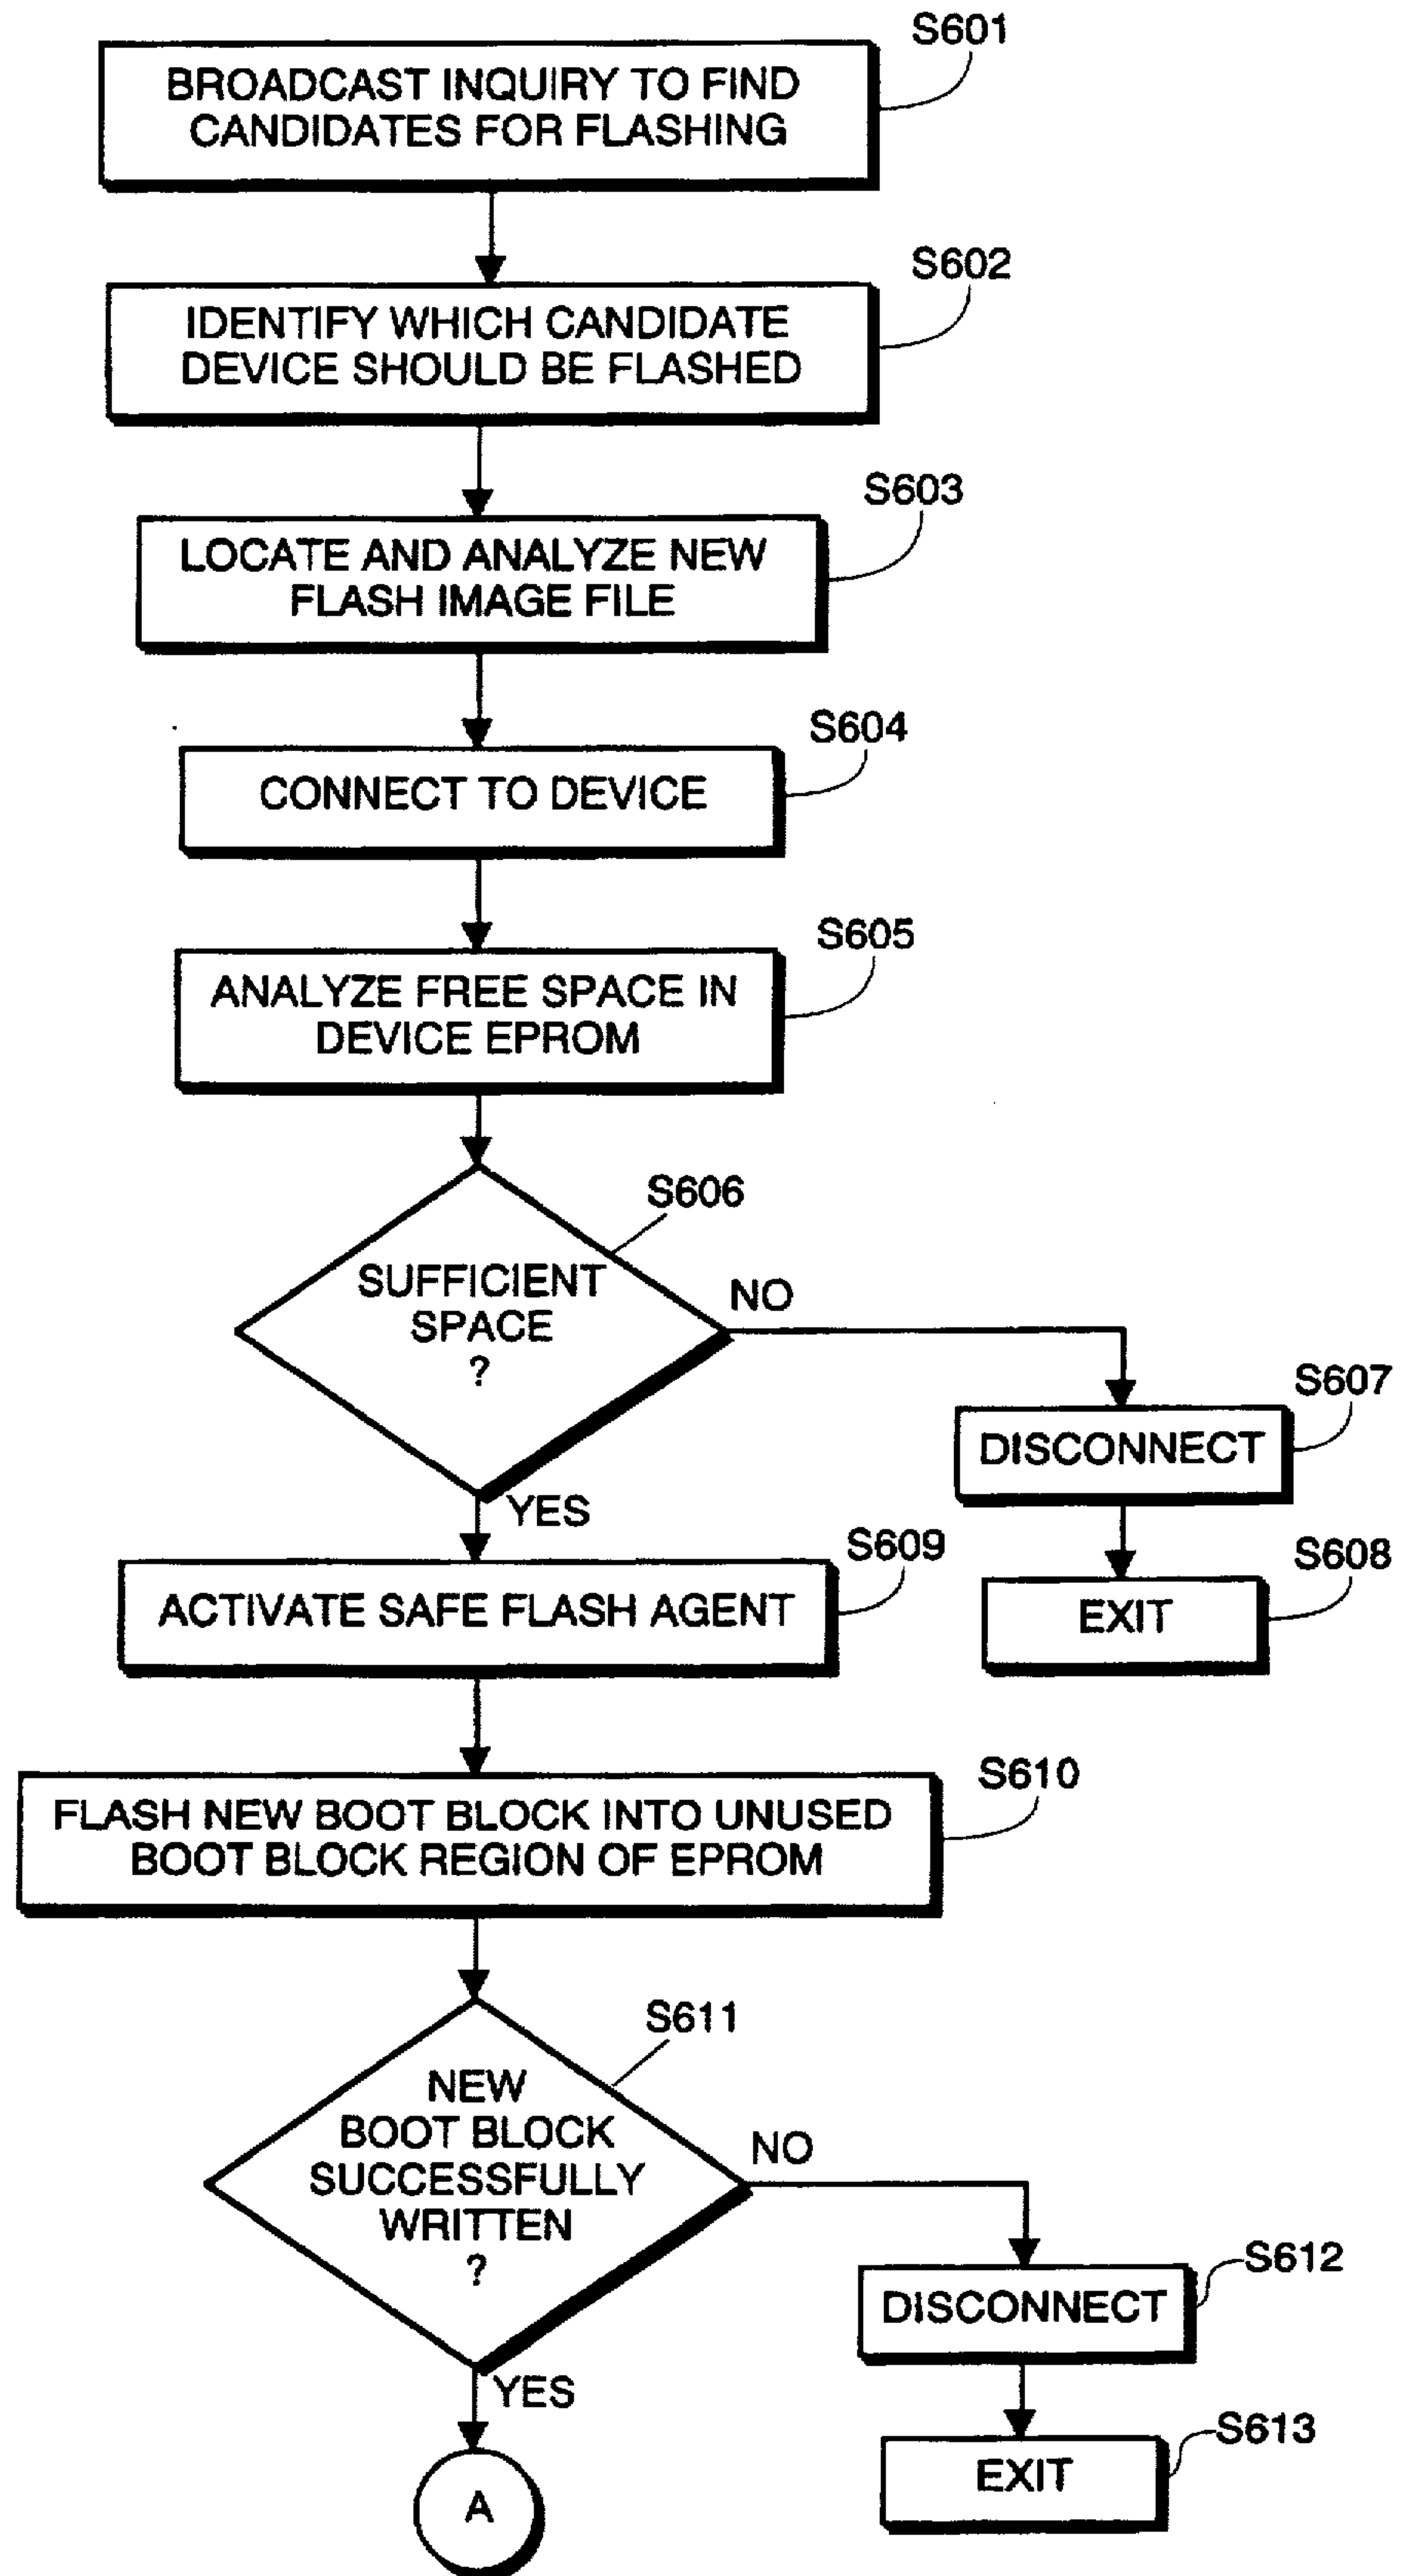 S601
BROADCAST INQUIRY TO FIND
CANDIDATES FOR FLASHING
S602
IDENTIFY WHICH CANDIDATE
DEVICE SHOULD BE FLASHED
S603
LOCATE AND ANALYZE NEW
FLASH IMAGE FILE
S604
CONNECT TO DEVICE
S605
ANALYZE FREE SPACE IN
DEVICE EPROM
S606
SUFFICIENT
SPACE
?
NO
YES
S607
DISCONNECT
S608
EXIT
S609
ACTIVATE SAFE FLASH AGENT
S610
FLASH NEW BOOT BLOCK INTO UNUSED
BOOT BLOCK REGION OF EPROM
S611
NEW
BOOT BLOCK
SUCCESSFULLY
WRITTEN
?
NO
YES
S612
DISCONNECT
S613
EXIT
A